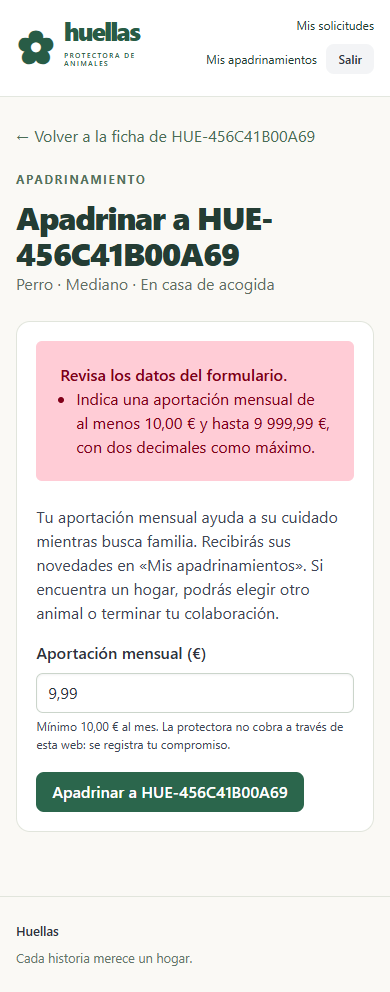 huellas
PROTECTORA DE
ANIMALES
Mis solicitudes
Mis apadrinamientos
Salir
← Volver a la ficha de HUE-456C41B00A69
APADRINAMIENTO
Apadrinar a HUE-
456C41B00A69
Perro · Mediano · En casa de acogida
Revisa los datos del formulario.
• Indica una aportación mensual de
al menos 10,00 € y hasta 9 999,99 €,
con dos decimales como máximo.
Tu aportación mensual ayuda a su cuidado
mientras busca familia. Recibirás sus
novedades en «Mis apadrinamientos». Si
encuentra un hogar, podrás elegir otro
animal o terminar tu colaboración.
Aportación mensual (€)
9,99
Mínimo 10,00 € al mes. La protectora no cobra a través de
esta web: se registra tu compromiso.
Apadrinar a HUE-456C41B00A69
Huellas
Cada historia merece un hogar.